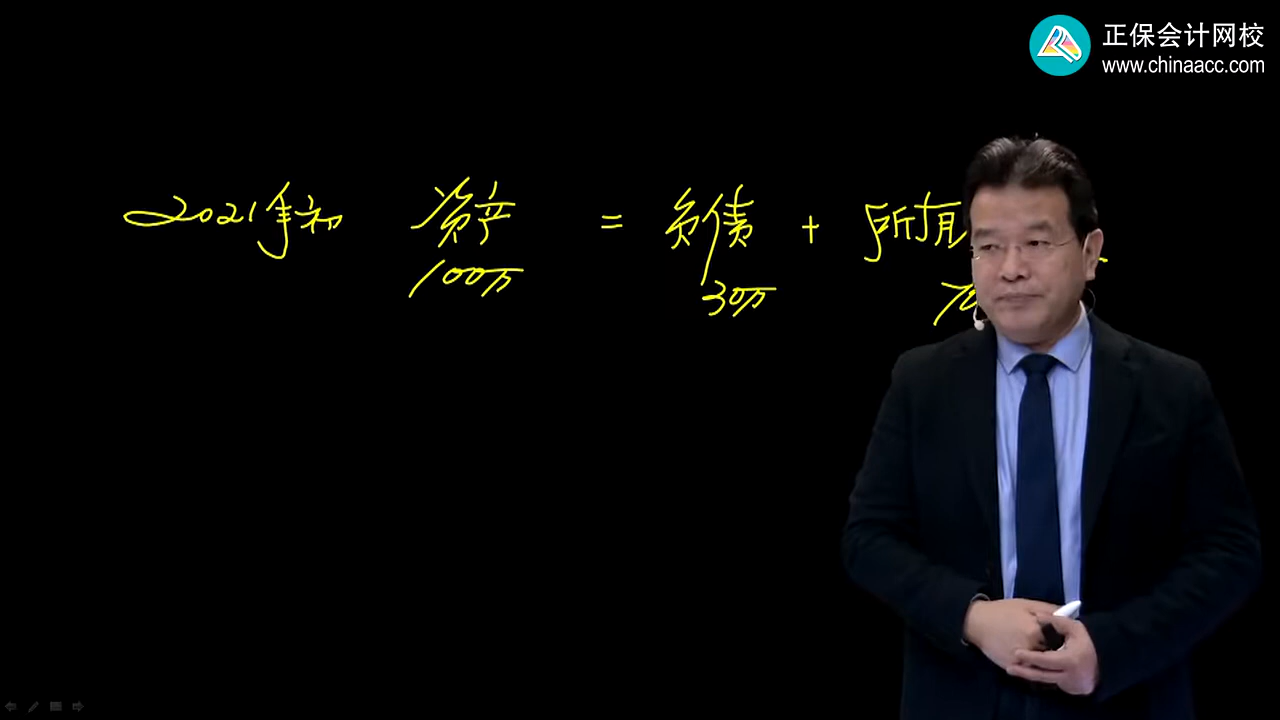 正保会计网校
www.chinaacc.com
2021年初 资产 = 负债 + 所有
100万 30万